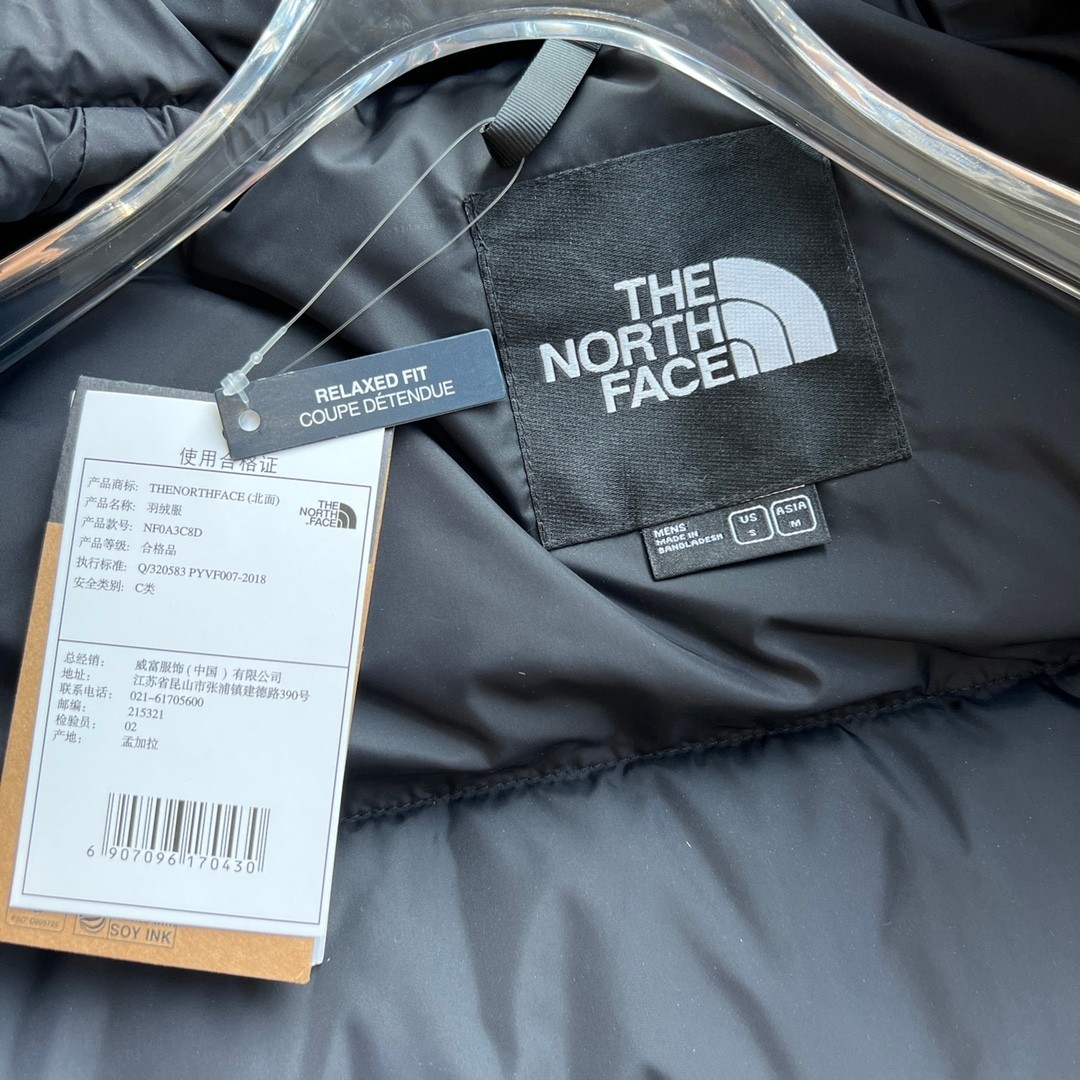 THE
NORTH
FACE
MENS
MADE IN
BANGLADESH
US
S
ASIA
M
RELAXED FIT
COUPE DÉTENDUE
使用合格证
产品商标: THENORTHFACE (北面)
产品名称: 羽绒服
产品款号: NF0A3C8D
产品等级: 合格品
执行标准: Q/320583 PYVF007-2018
安全类别: C类
THE
NORTH
FACE
总经销: 威富服饰(中国)有限公司
地址: 江苏省昆山市张浦镇建德路390号
联系电话: 021-61705600
邮编: 215321
检验员: 02
产地: 孟加拉
6 907096 170430
SOY INK